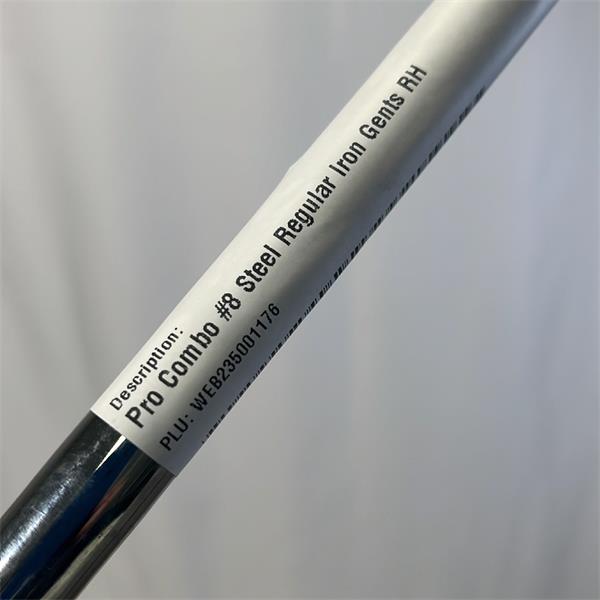 Description:
Pro Combo #8 Steel Regular Iron Gents RH
PLU: WEB235001176